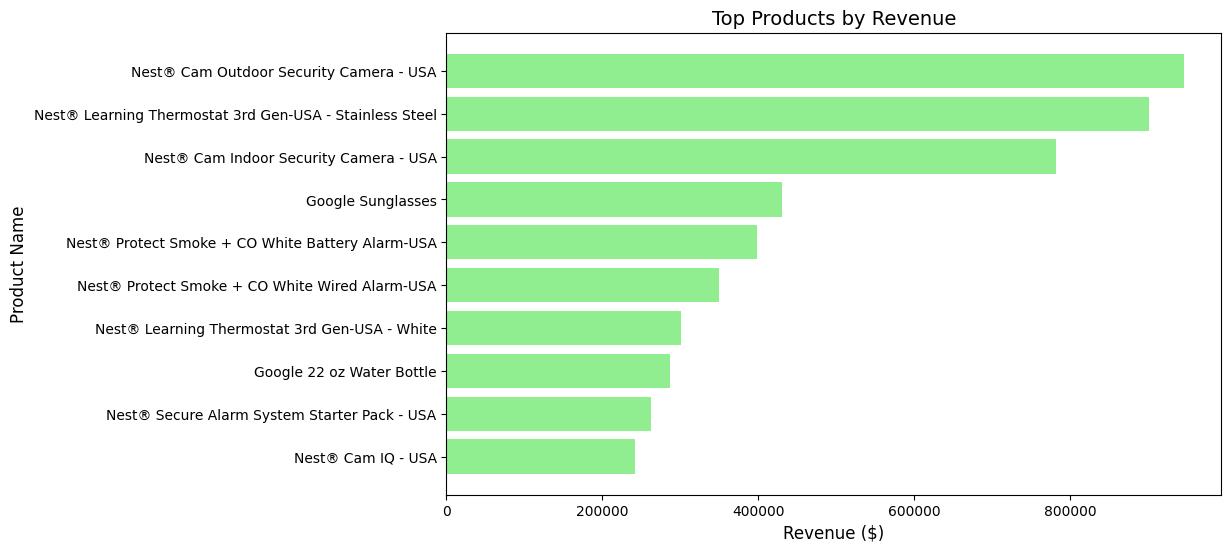 Top Products by Revenue
Product Name
Nest® Cam Outdoor Security Camera - USA
Nest® Learning Thermostat 3rd Gen-USA - Stainless Steel
Nest® Cam Indoor Security Camera - USA
Google Sunglasses
Nest® Protect Smoke + CO White Battery Alarm-USA
Nest® Protect Smoke + CO White Wired Alarm-USA
Nest® Learning Thermostat 3rd Gen-USA - White
Google 22 oz Water Bottle
Nest® Secure Alarm System Starter Pack - USA
Nest® Cam IQ - USA
0 200000 400000 600000 800000
Revenue ($)